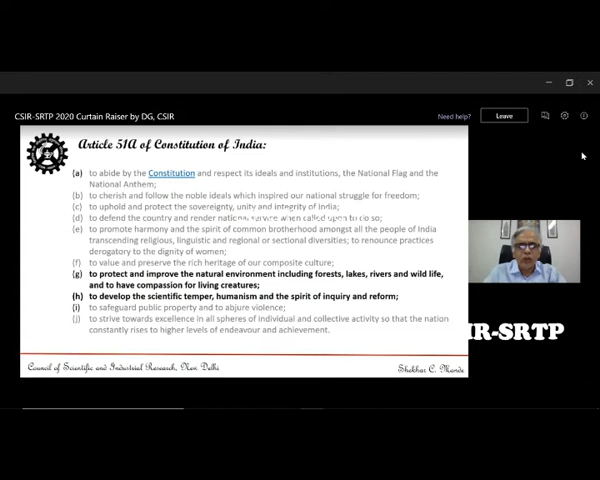 CSIR-SRTP 2020 Curtain Raiser by DG, CSIR
Need help?
Leave
Article 51A of Constitution of India:
(a) to abide by the Constitution and respect its ideals and institutions, the National Flag and the
National Anthem;
(b) to cherish and follow the noble ideals which inspired our national struggle for freedom;
(c) to uphold and protect the sovereignty, unity and integrity of India;
(d) to defend the country and render national service when called upon to do so;
(e) to promote harmony and the spirit of common brotherhood amongst all the people of India
transcending religious, linguistic and regional or sectional diversities; to renounce practices
derogatory to the dignity of women;
(f) to value and preserve the rich heritage of our composite culture;
(g) to protect and improve the natural environment including forests, lakes, rivers and wild life,
and to have compassion for living creatures;
(h) to develop the scientific temper, humanism and the spirit of inquiry and reform;
(i) to safeguard public property and to abjure violence;
(j) to strive towards excellence in all spheres of individual and collective activity so that the nation
constantly rises to higher levels of endeavour and achievement.
IR-SRTP
Council of Scientific and Industrial Research, New Delhi
Shekhar C. Mande